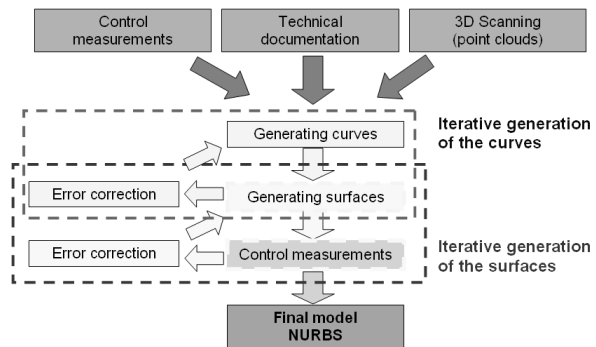 Control
measurements
Technical
documentation
3D Scanning
(point clouds)
Generating curves
Iterative generation
of the curves
Error correction
Generating surfaces
Error correction
Control measurements
Iterative generation
of the surfaces
Final model
NURBS